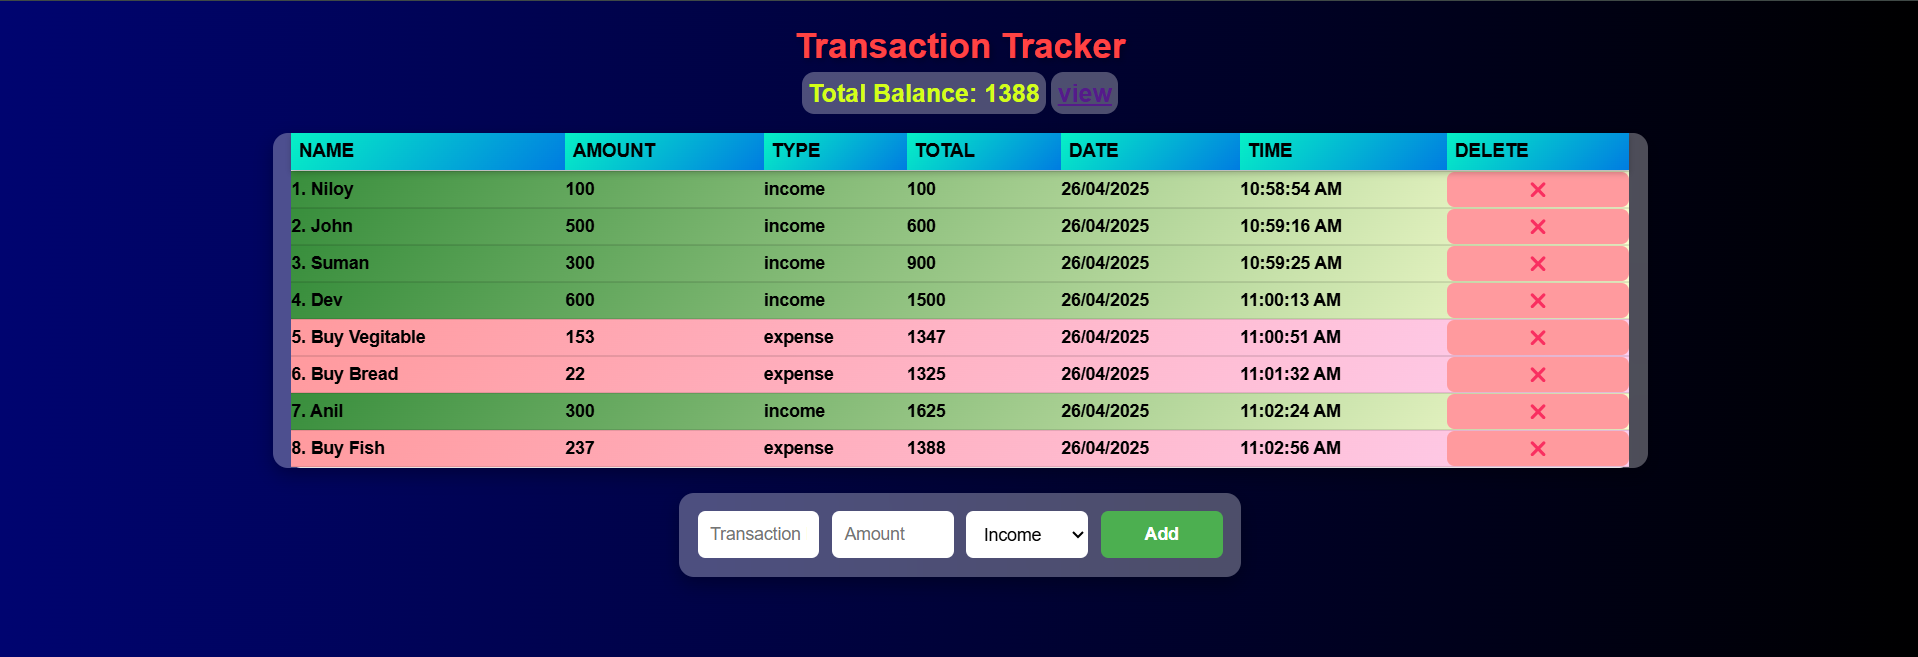 Transaction Tracker
Total Balance: 1388 view
NAME AMOUNT TYPE TOTAL DATE TIME DELETE
1. Niloy 100 income 100 26/04/2025 10:58:54 AM ✕
2. John 500 income 600 26/04/2025 10:59:16 AM ✕
3. Suman 300 income 900 26/04/2025 10:59:25 AM ✕
4. Dev 600 income 1500 26/04/2025 11:00:13 AM ✕
5. Buy Vegitable 153 expense 1347 26/04/2025 11:00:51 AM ✕
6. Buy Bread 22 expense 1325 26/04/2025 11:01:32 AM ✕
7. Anil 300 income 1625 26/04/2025 11:02:24 AM ✕
8. Buy Fish 237 expense 1388 26/04/2025 11:02:56 AM ✕
Transaction Amount Income Add